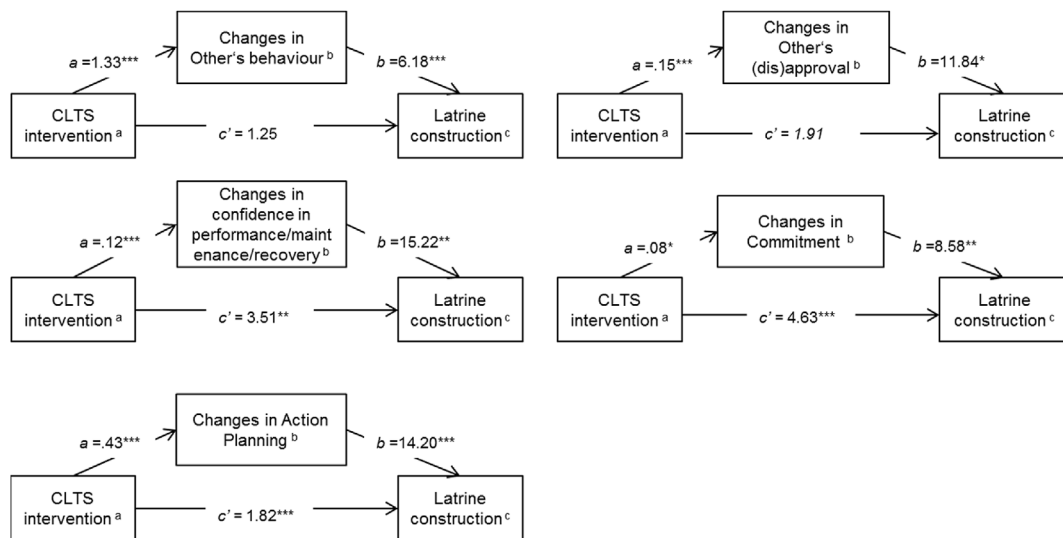 Changes in
Other's behaviour b
a =1.33***
b =6.18***
CLTS
intervention a
c' = 1.25
Latrine
construction c
Changes in
Other's
(dis)approval b
a =.15***
b =11.84*
CLTS
intervention a
c' = 1.91
Latrine
construction c
Changes in
confidence in
performance/maint
enance/recovery b
a =.12***
b =15.22**
CLTS
intervention a
c' = 3.51**
Latrine
construction c
Changes in
Commitment b
a =.08*
b =8.58**
CLTS
intervention a
c' = 4.63***
Latrine
construction c
Changes in Action
Planning b
a =.43***
b =14.20***
CLTS
intervention a
c' = 1.82***
Latrine
construction c